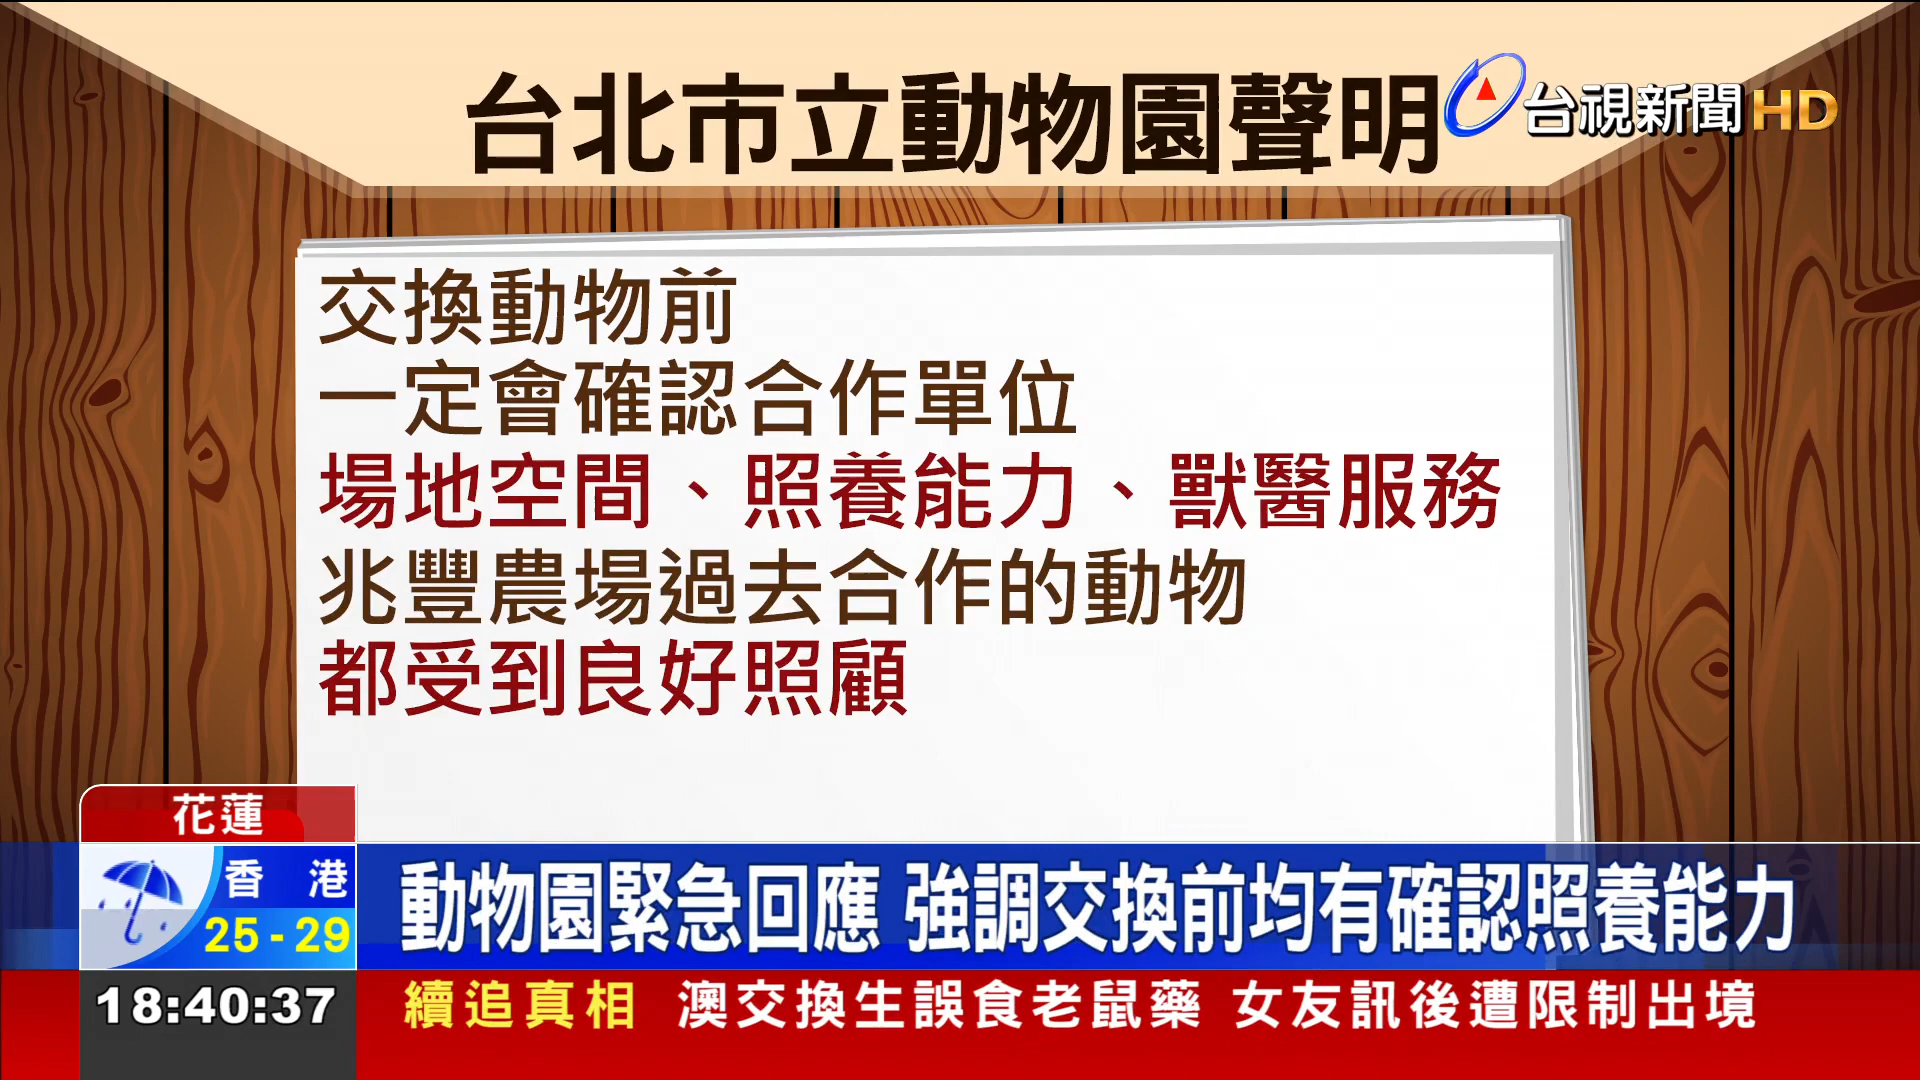 台北市立動物園聲明
台視新聞HD
交換動物前
一定會確認合作單位
場地空間、照養能力、獸醫服務
兆豐農場過去合作的動物
都受到良好照顧
花蓮
香 港
25-29
動物園緊急回應 強調交換前均有確認照養能力
18:40:37
續追真相 澳交換生誤食老鼠藥 女友訊後遭限制出境